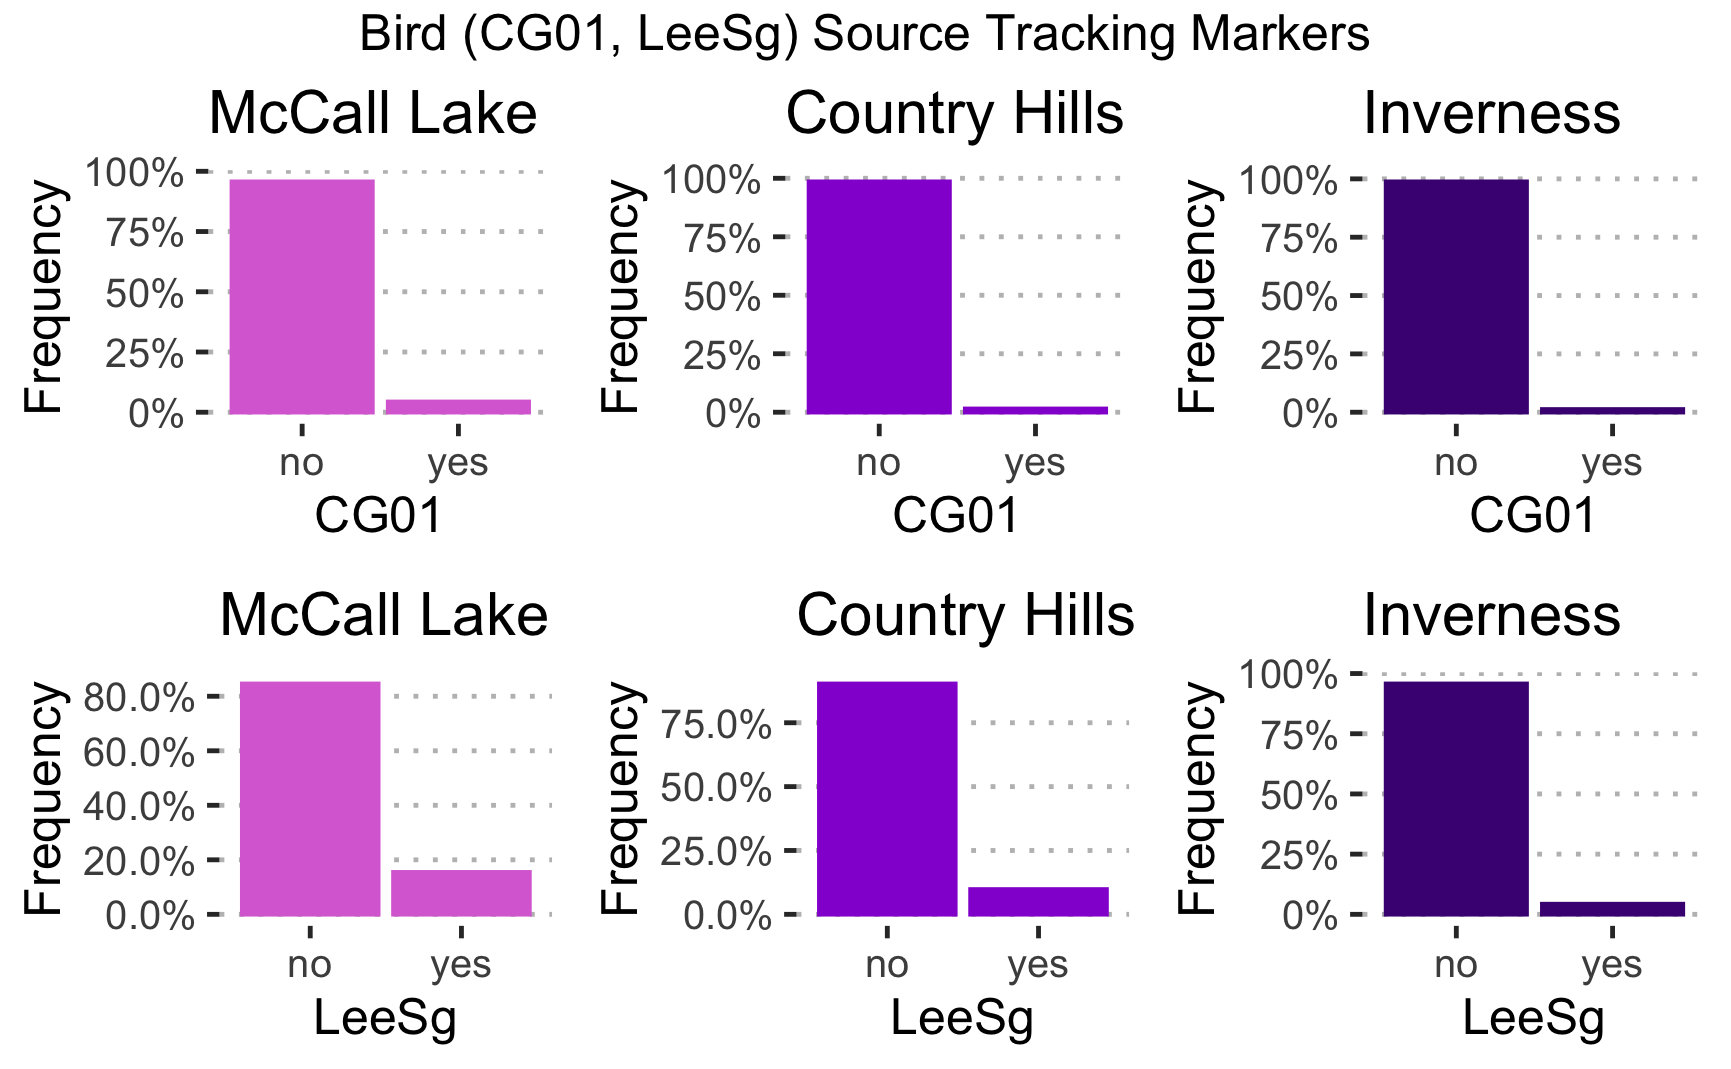 Bird (CG01, LeeSg) Source Tracking Markers
McCall Lake
Frequency
100%
75%
50%
25%
0%
no yes
CG01
Country Hills
Frequency
100%
75%
50%
25%
0%
no yes
CG01
Inverness
Frequency
100%
75%
50%
25%
0%
no yes
CG01
McCall Lake
Frequency
80.0%
60.0%
40.0%
20.0%
0.0%
no yes
LeeSg
Country Hills
Frequency
75.0%
50.0%
25.0%
0.0%
no yes
LeeSg
Inverness
Frequency
100%
75%
50%
25%
0%
no yes
LeeSg